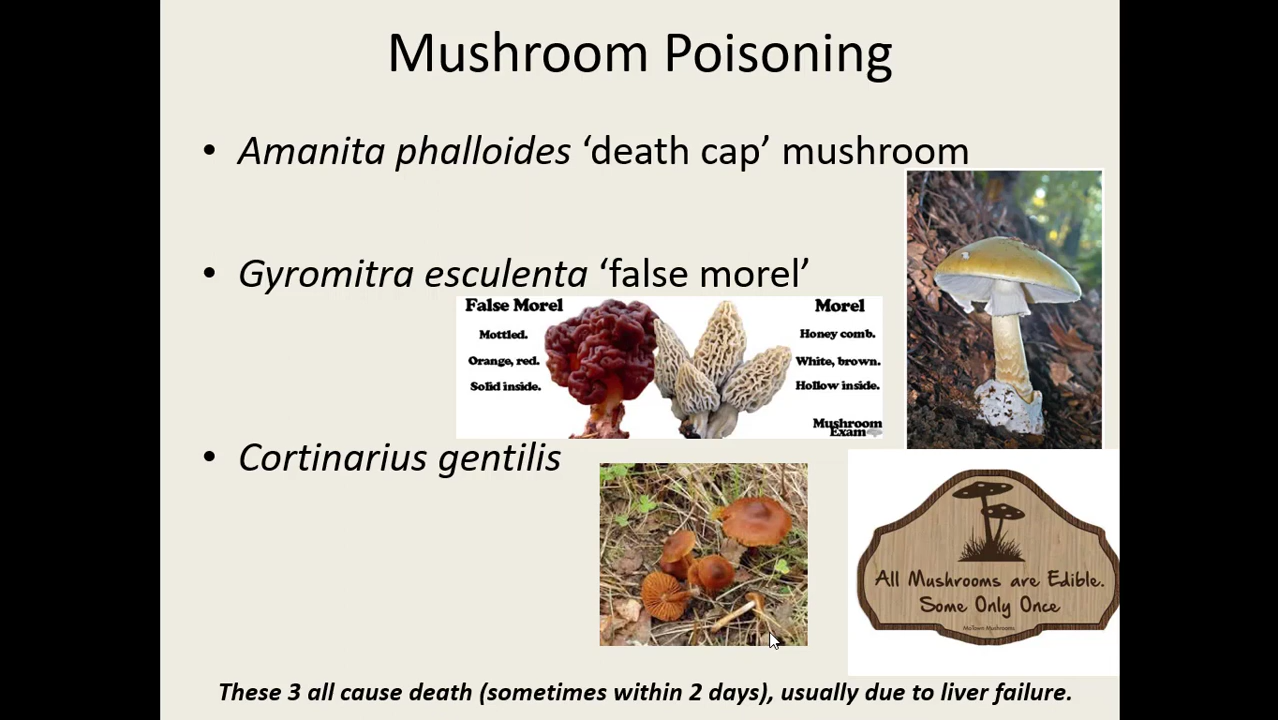 Mushroom Poisoning
• Amanita phalloides ‘death cap’ mushroom
• Gyromitra esculenta ‘false morel’
False Morel
Mottled.
Orange, red.
Solid inside.
Morel
Honey comb.
White, brown.
Hollow inside.
Mushroom
Exam
• Cortinarius gentilis
All Mushrooms are Edible.
Some Only Once
MoTown Mushrooms
These 3 all cause death (sometimes within 2 days), usually due to liver failure.